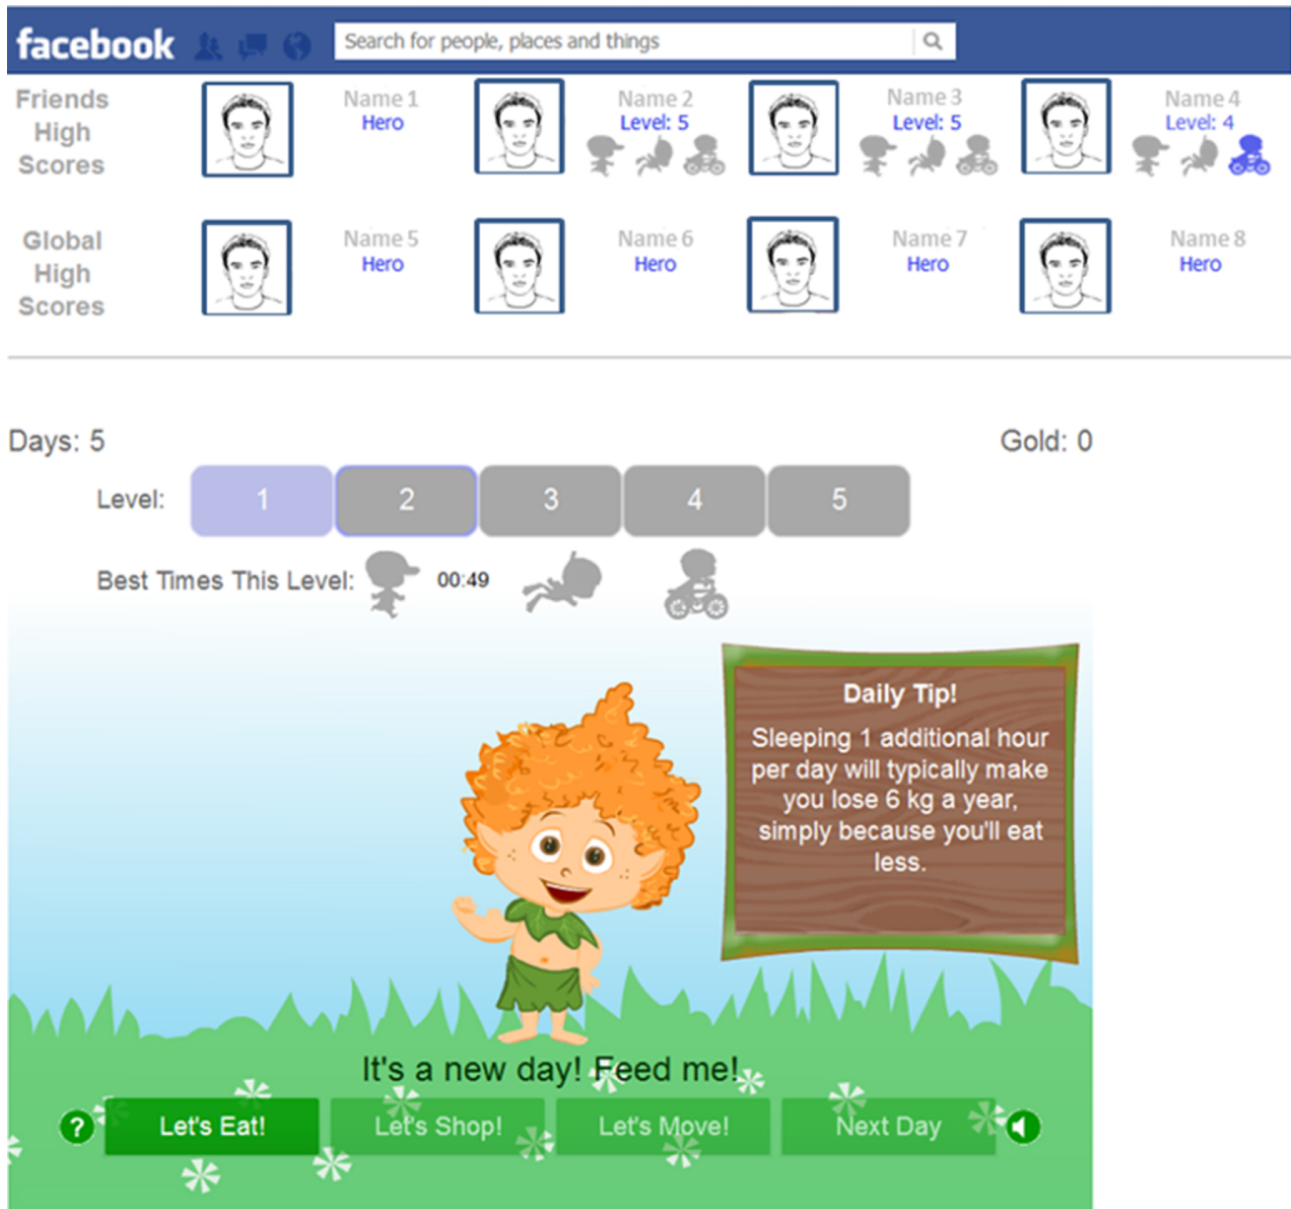 facebook
Search for people, places and things
Friends
High
Scores
Name 1
Hero
Name 2
Level: 5
Name 3
Level: 5
Name 4
Level: 4
Global
High
Scores
Name 5
Hero
Name 6
Hero
Name 7
Hero
Name 8
Hero
Days: 5
Gold: 0
Level: 1 2 3 4 5
Best Times This Level: 00:49
Daily Tip!
Sleeping 1 additional hour
per day will typically make
you lose 6 kg a year,
simply because you'll eat
less.
It's a new day! Feed me!
? Let's Eat! Let's Shop! Let's Move! Next Day